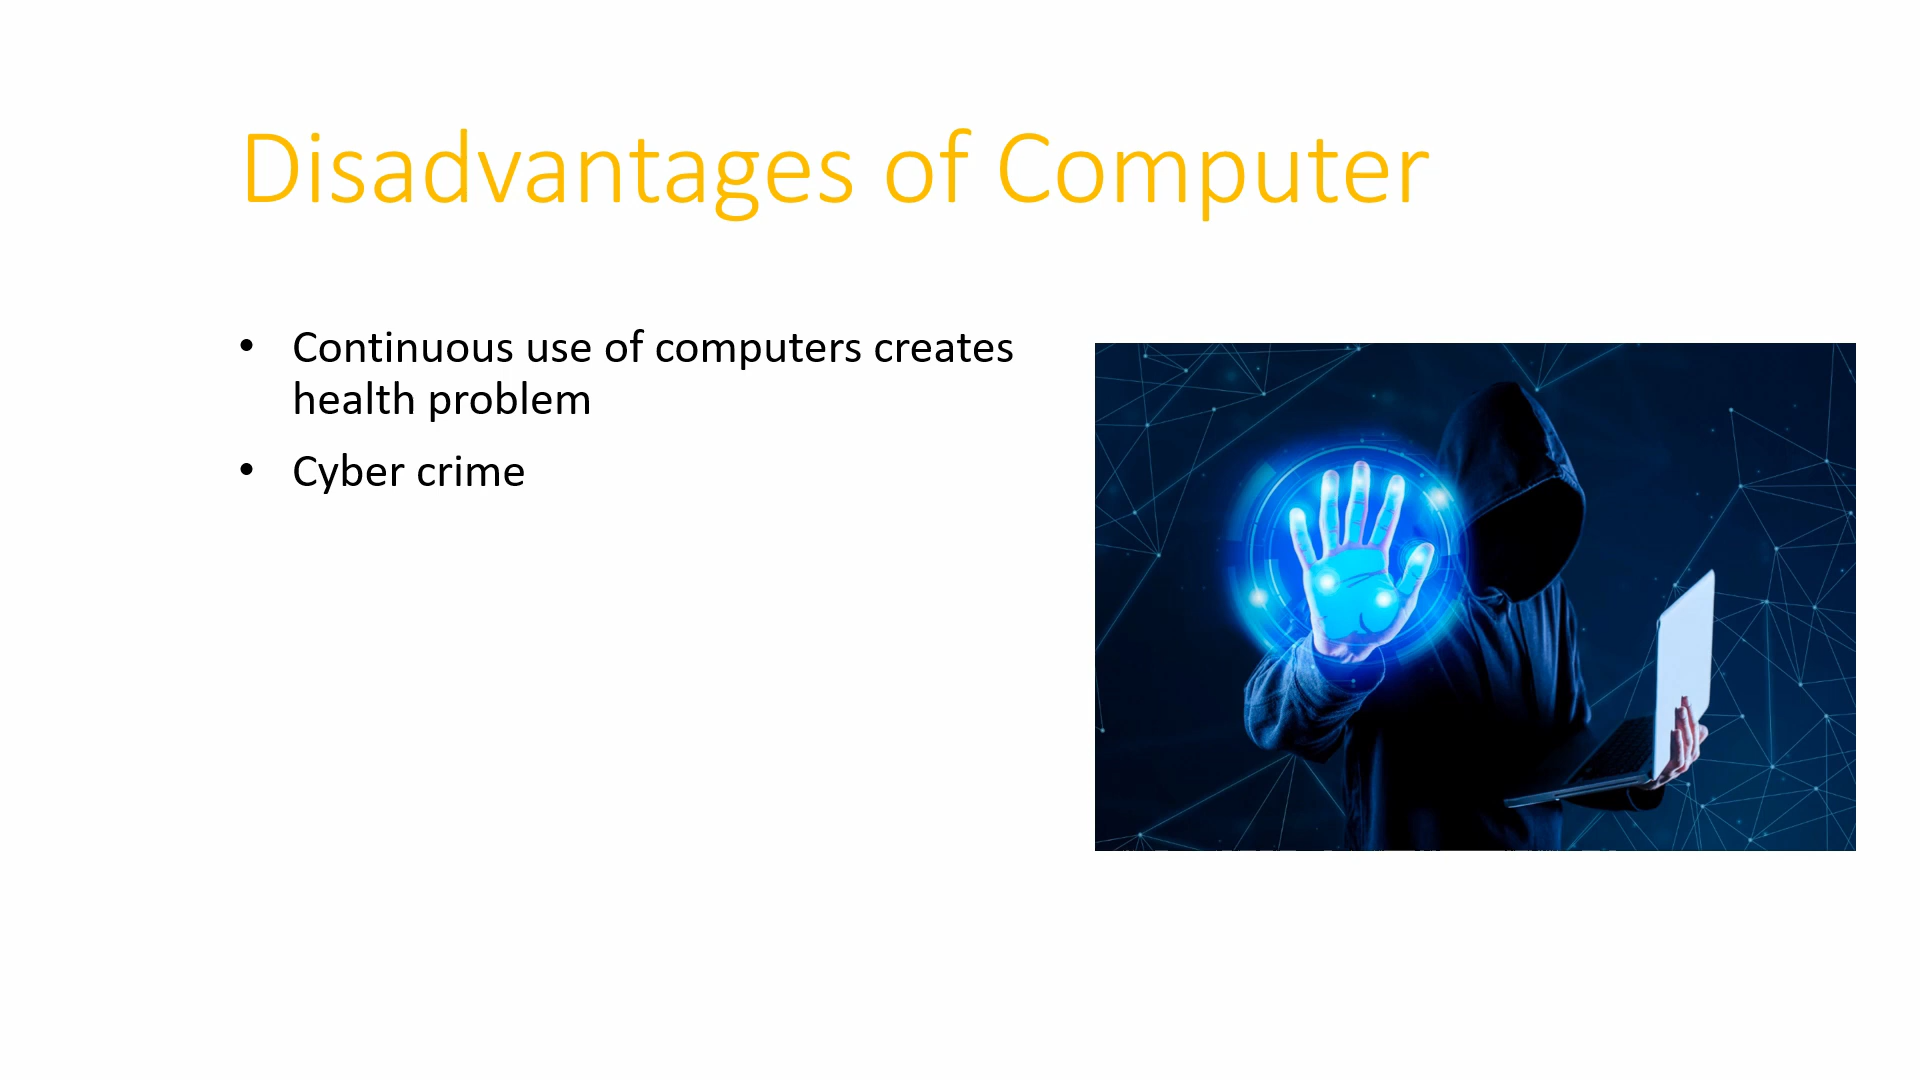 Disadvantages of Computer
• Continuous use of computers creates
health problem
• Cyber crime